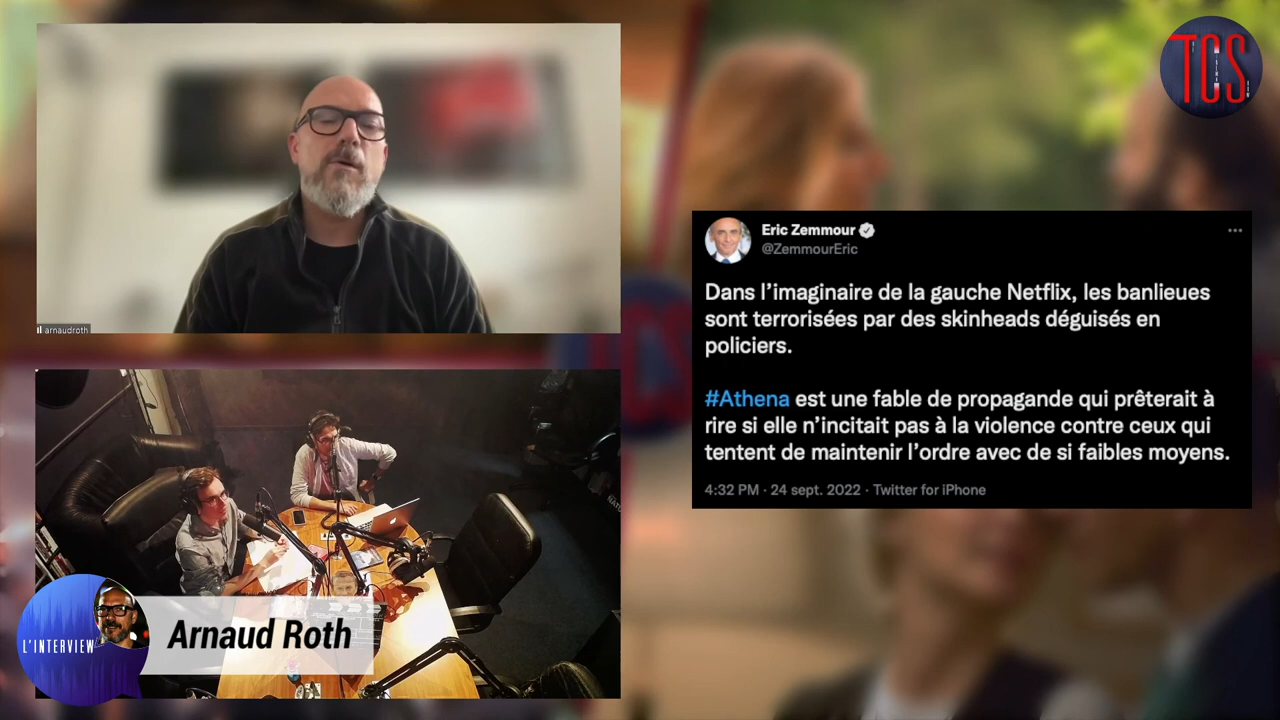 TCS
arnaudroth
Eric Zemmour
@ZemmourEric
Dans l’imaginaire de la gauche Netflix, les banlieues
sont terrorisées par des skinheads déguisés en
policiers.
#Athena est une fable de propagande qui prêterait à
rire si elle n’incitait pas à la violence contre ceux qui
tentent de maintenir l’ordre avec de si faibles moyens.
4:32 PM · 24 sept. 2022 · Twitter for iPhone
L'INTERVIEW
Arnaud Roth